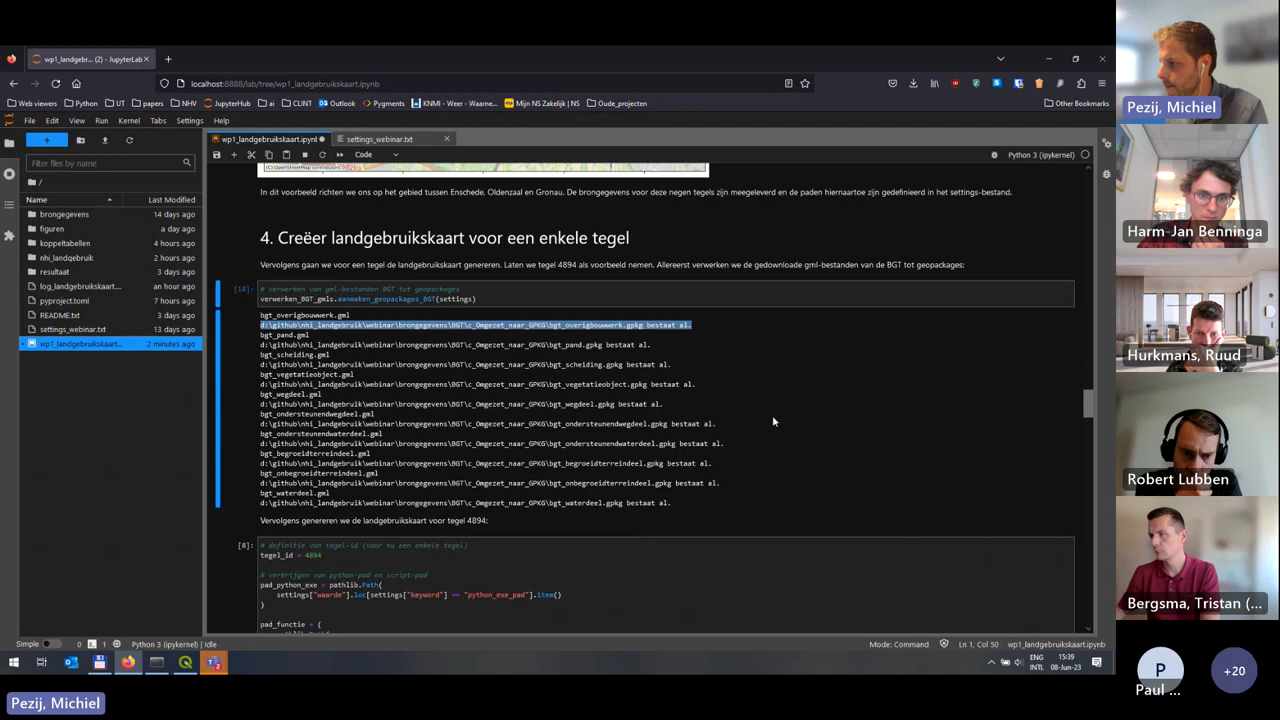 wp1_landgebr... (2) - JupyterLab
localhost:8888/lab/tree/wp1_landgebruikskaart.ipynb
Web viewers
Python
UT
papers
NHV
JupyterHub
ai
CLINT
Outlook
Pygments
KNMI - Weer - Waarne...
Mijn NS Zakelijk | NS
Oude_projecten
Other Bookmarks
File Edit View Run Kernel Tabs Settings Help
wp1_landgebruikskaart.ipynb
settings_webinar.txt
Filter files by name
Code
Python 3 (ipykernel)
/
Name
Last Modified
brongegevens 14 days ago
figuren a day ago
koppeltabellen 4 hours ago
nhi_landgebruik 4 hours ago
resultaat 4 hours ago
log_landgebruikskaart... 4 hours ago
pyproject.toml 4 hours ago
README.txt 4 hours ago
settings_webinar.txt 13 days ago
wp1_landgebruikskaart... 2 minutes ago
(C) OpenStreetMap contributors
In dit voorbeeld richten we ons op het gebied tussen Enschede, Oldenzaal en Gronau. De brongegevens voor deze negen tegels zijn meegeleverd en de paden hiernaartoe zijn gedefinieerd in het settings-bestand.
4. Creëer landgebruikskaart voor een enkele tegel
Vervolgens gaan we voor een tegel de landgebruikskaart genereren. Laten we tegel 4894 als voorbeeld nemen. Allereerst verwerken we de gedownloade gml-bestanden van de BGT tot geopackages:
[18]:
# verwerken van gml-bestanden BGT tot geopackages
verwerken_BGT_gmls.aanmaken_geopackages_BGT(settings)
bgt_overigbouwwerk.gml
d:\github\nhi_landgebruik\webinar\brongegevens\BGT\c_Omgezet_naar_GPKG\bgt_overigbouwwerk.gpkg bestaat al.
bgt_pand.gml
d:\github\nhi_landgebruik\webinar\brongegevens\BGT\c_Omgezet_naar_GPKG\bgt_pand.gpkg bestaat al.
bgt_scheiding.gml
d:\github\nhi_landgebruik\webinar\brongegevens\BGT\c_Omgezet_naar_GPKG\bgt_scheiding.gpkg bestaat al.
bgt_vegetatieobject.gml
d:\github\nhi_landgebruik\webinar\brongegevens\BGT\c_Omgezet_naar_GPKG\bgt_vegetatieobject.gpkg bestaat al.
bgt_wegdeel.gml
d:\github\nhi_landgebruik\webinar\brongegevens\BGT\c_Omgezet_naar_GPKG\bgt_wegdeel.gpkg bestaat al.
bgt_ondersteunendwegdeel.gml
d:\github\nhi_landgebruik\webinar\brongegevens\BGT\c_Omgezet_naar_GPKG\bgt_ondersteunendwegdeel.gpkg bestaat al.
bgt_ondersteunendwaterdeel.gml
d:\github\nhi_landgebruik\webinar\brongegevens\BGT\c_Omgezet_naar_GPKG\bgt_ondersteunendwaterdeel.gpkg bestaat al.
bgt_begroeidterreindeel.gml
d:\github\nhi_landgebruik\webinar\brongegevens\BGT\c_Omgezet_naar_GPKG\bgt_begroeidterreindeel.gpkg bestaat al.
bgt_onbegroeidterreindeel.gml
d:\github\nhi_landgebruik\webinar\brongegevens\BGT\c_Omgezet_naar_GPKG\bgt_onbegroeidterreindeel.gpkg bestaat al.
bgt_waterdeel.gml
d:\github\nhi_landgebruik\webinar\brongegevens\BGT\c_Omgezet_naar_GPKG\bgt_waterdeel.gpkg bestaat al.
Vervolgens genereren we de landgebruikskaart voor tegel 4894:
[8]:
# definitie van tegel-id (voor nu een enkele tegel)
tegel_id = 4894
# verkrijgen van python-pad en script-pad
pad_python_exe = pathlib.Path(
settings["waarde"].loc[settings["keyword"] == "python_exe_pad"].item()
)
pad_functie = (
Simple
Python 3 (ipykernel) | Idle
Mode: Command
Ln 1, Col 50
wp1_landgebruikskaart.ipynb
ENG
INTL
15:39
08-Jun-23
Pezij, Michiel
Pezij, Michiel
Harm-Jan Benninga
Hurkmans, Ruud
Robert Lubben
Bergsma, Tristan (...
P
Paul ...
+20